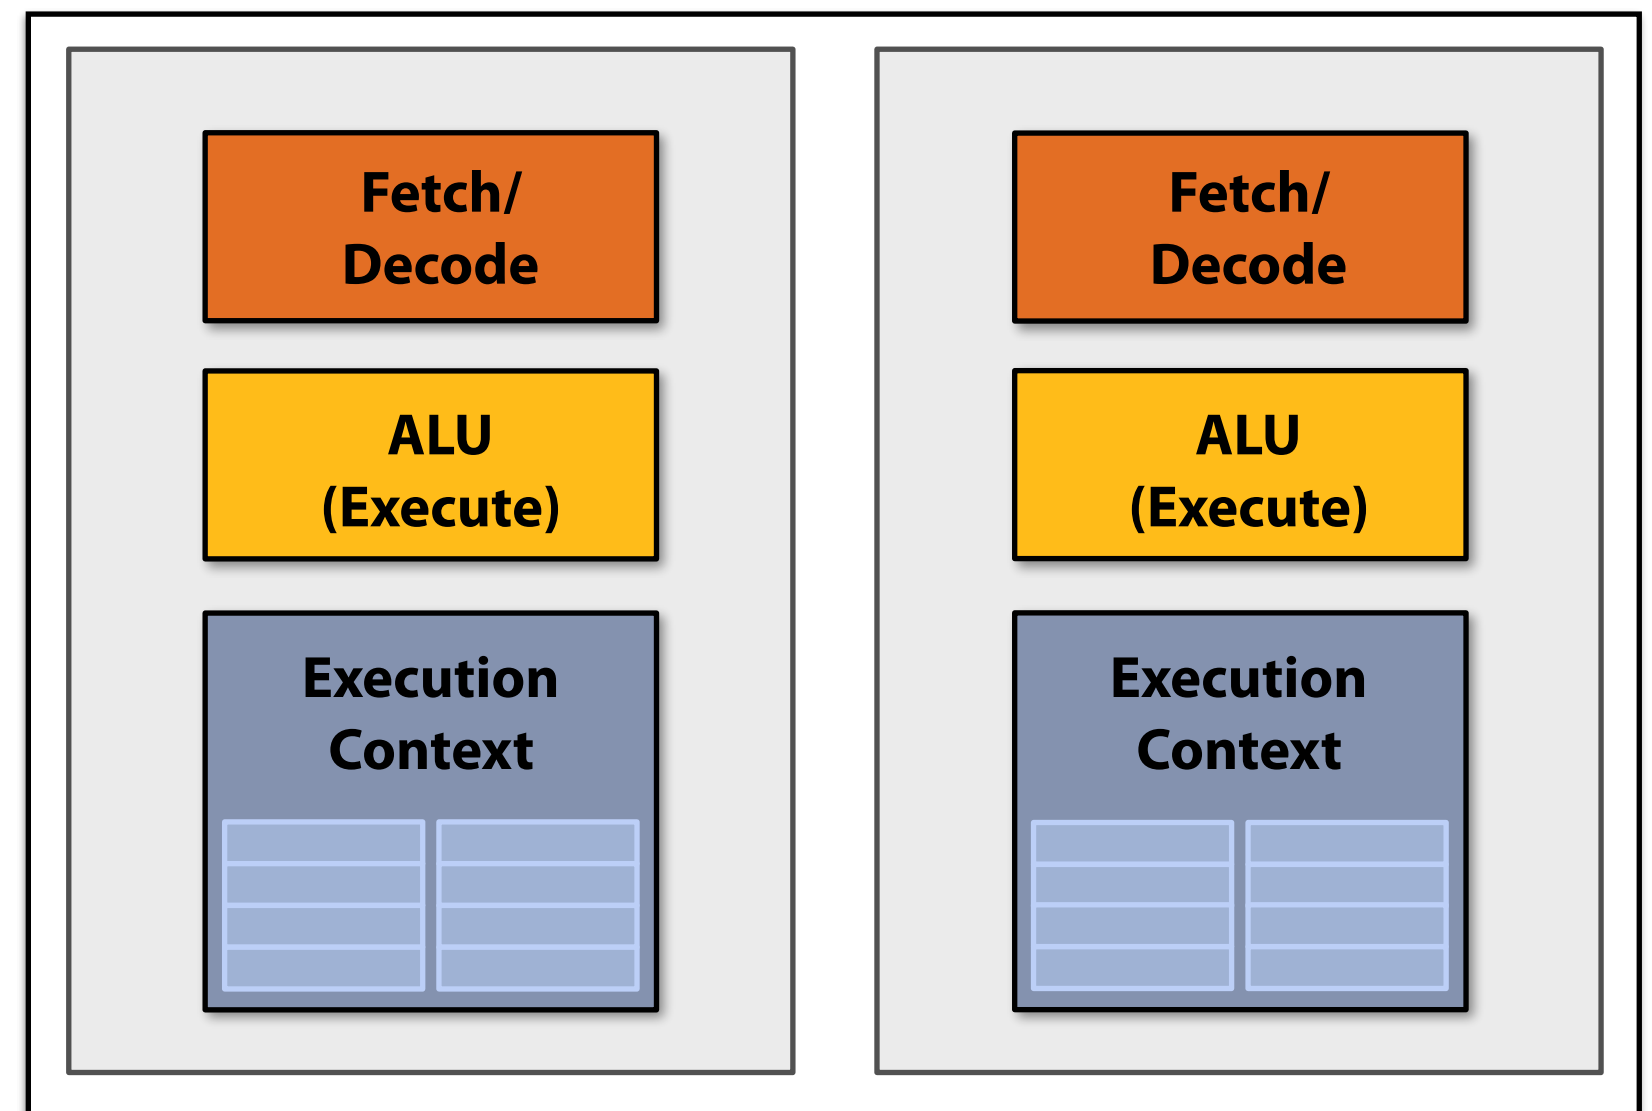 Fetch/
Decode
ALU
(Execute)
Execution
Context
Fetch/
Decode
ALU
(Execute)
Execution
Context